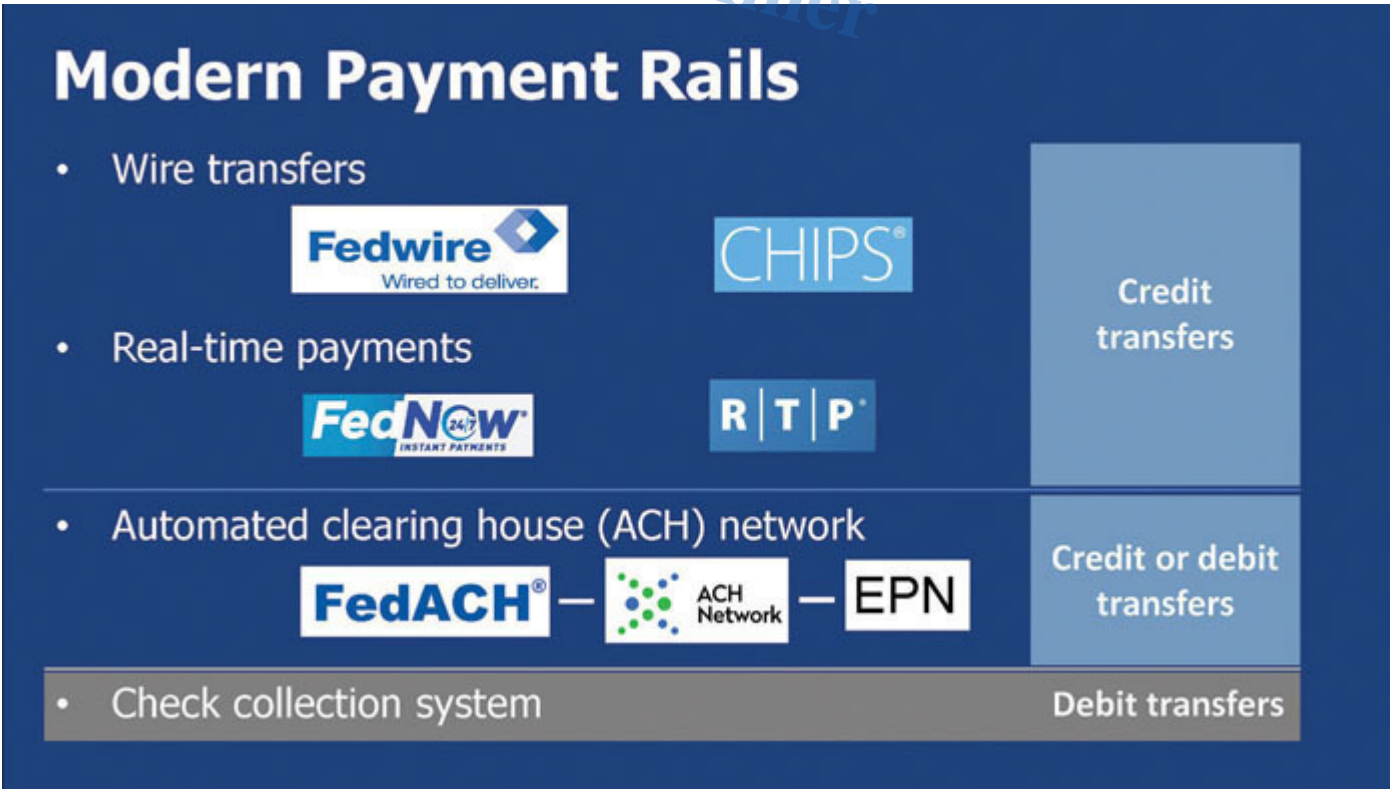 Modern Payment Rails
• Wire transfers
Fedwire
Wired to deliver.
CHIPS®
• Real-time payments
FedNow®
24/7
INSTANT PAYMENTS
R|T|P®
Credit
transfers
• Automated clearing house (ACH) network
FedACH® — ACH
Network — EPN
Credit or debit
transfers
• Check collection system
Debit transfers